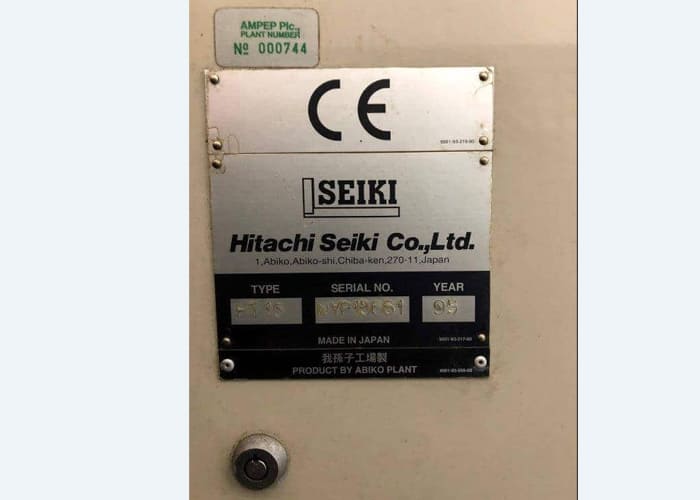 AMPEP Plc.,
PLANT NUMBER
Nº 000744
CE
SEIKI
Hitachi Seiki Co.,Ltd.
1,Abiko,Abiko-shi,Chiba-ken,270-11,Japan
TYPE SERIAL NO. YEAR
95
MADE IN JAPAN
我孫子工場製
PRODUCT BY ABIKO PLANT